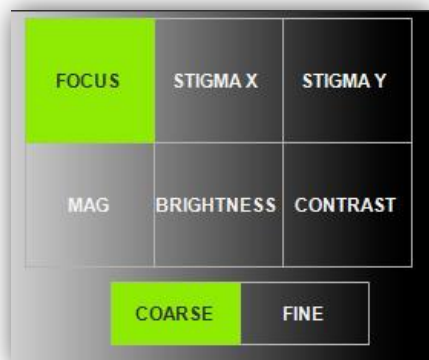 FOCUS STIGMA X STIGMA Y
MAG BRIGHTNESS CONTRAST
COARSE FINE